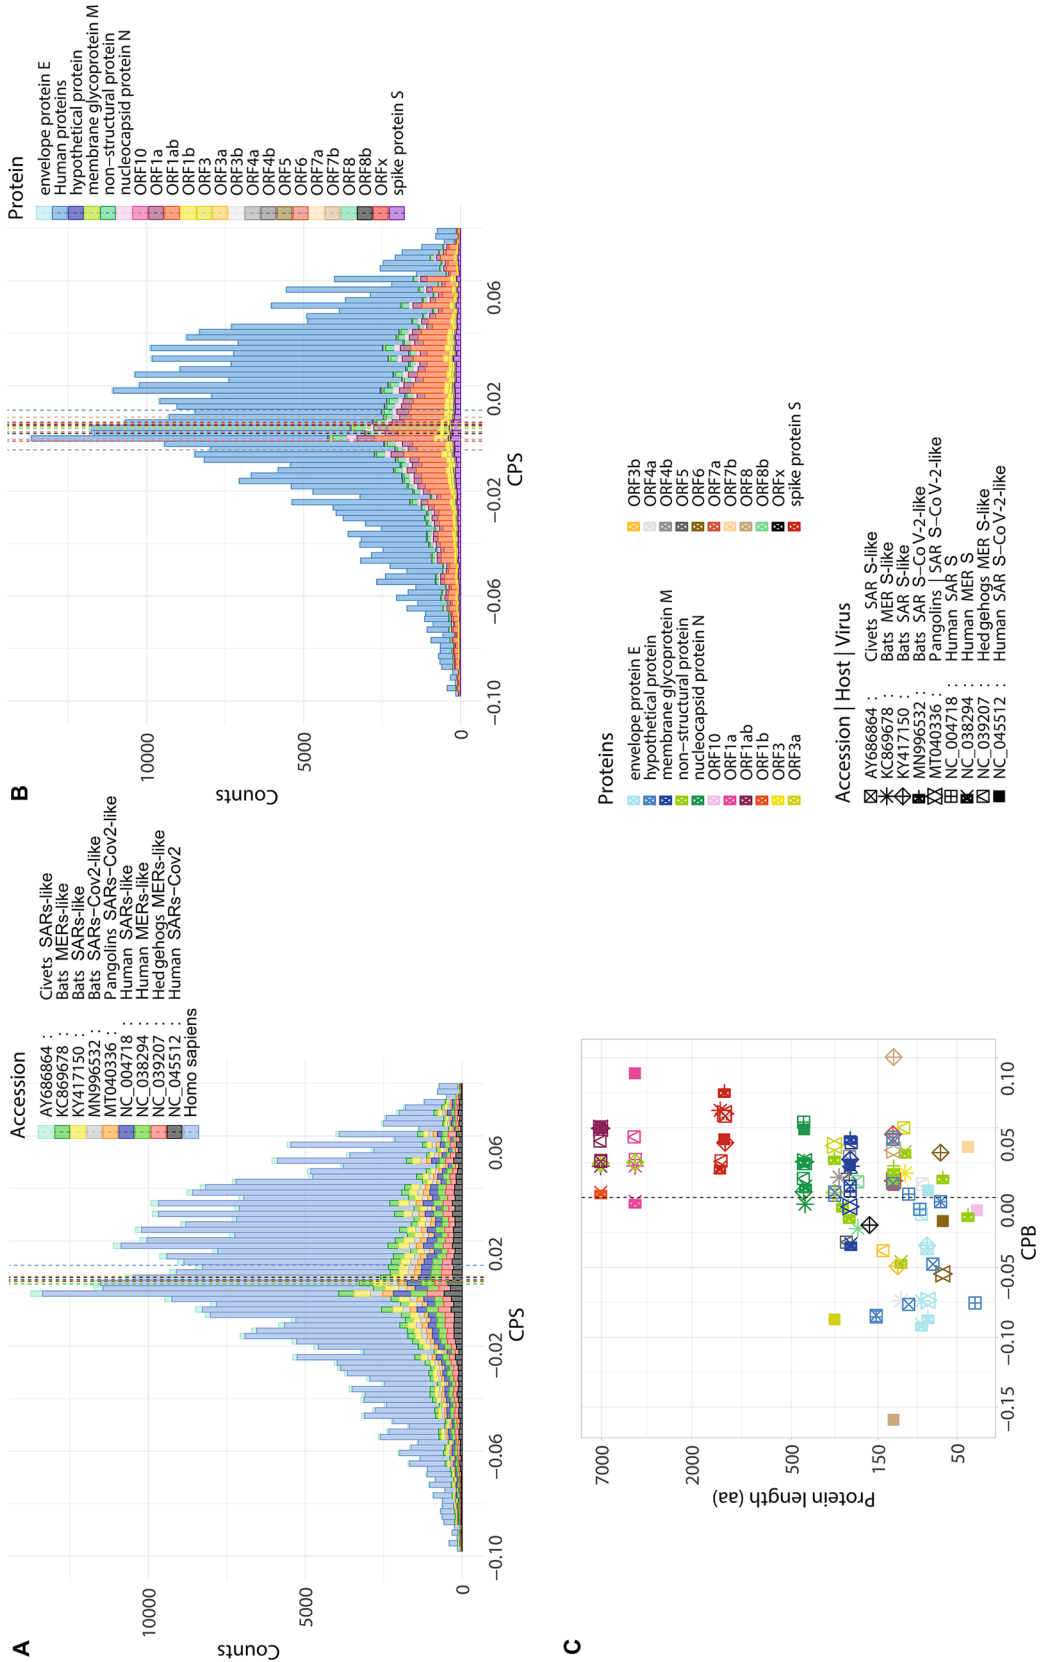 A
Accession
AY686864 : Civets SARs-like
KC869678 : Bats MERs-like
KY417150 : Bats SARs-like
MN996532 : Bats SARs-Cov2-like
MT040336 : Pangolins SARs-Cov2-like
NC_004718 : Human SARs-like
NC_038294 : Human MERs-like
NC_039207 : Hedgehogs MERs-like
NC_045512 : Human SARs-Cov2
Homo sapiens
Counts
10000
5000
0
−0.10
−0.06
−0.02
0.02
0.06
CPS
B
Protein
envelope protein E
Human proteins
hypothetical protein
membrane glycoprotein M
non-structural protein
nucleocapsid protein N
ORF10
ORF1a
ORF1ab
ORF1b
ORF3
ORF3a
ORF3b
ORF4a
ORF4b
ORF5
ORF6
ORF7a
ORF7b
ORF8
ORF8b
ORFx
spike protein S
Counts
10000
5000
0
−0.10
−0.06
−0.02
0.02
0.06
CPS
C
Protein length (aa)
7000
2000
500
150
50
−0.15
−0.10
−0.05
0.00
0.05
0.10
CPB
Proteins
envelope protein E
hypothetical protein
membrane glycoprotein M
non−structural protein
nucleocapsid protein N
ORF10
ORF1a
ORF1ab
ORF1b
ORF3
ORF3a
ORF3b
ORF4a
ORF4b
ORF5
ORF6
ORF7a
ORF7b
ORF8
ORF8b
ORFx
spike protein S
Accession | Host | Virus
AY686864 : Civets SAR S-like
KC869678 : Bats MER S-like
KY417150 : Bats SAR S-like
MN996532 : Bats SAR S−CoV-2-like
MT040336 : Pangolins | SAR S−CoV-2-like
NC_004718 : Human SAR S
NC_038294 : Human MER S
NC_039207 : Hedgehogs MER S-like
NC_045512 : Human SAR S−CoV-2-like